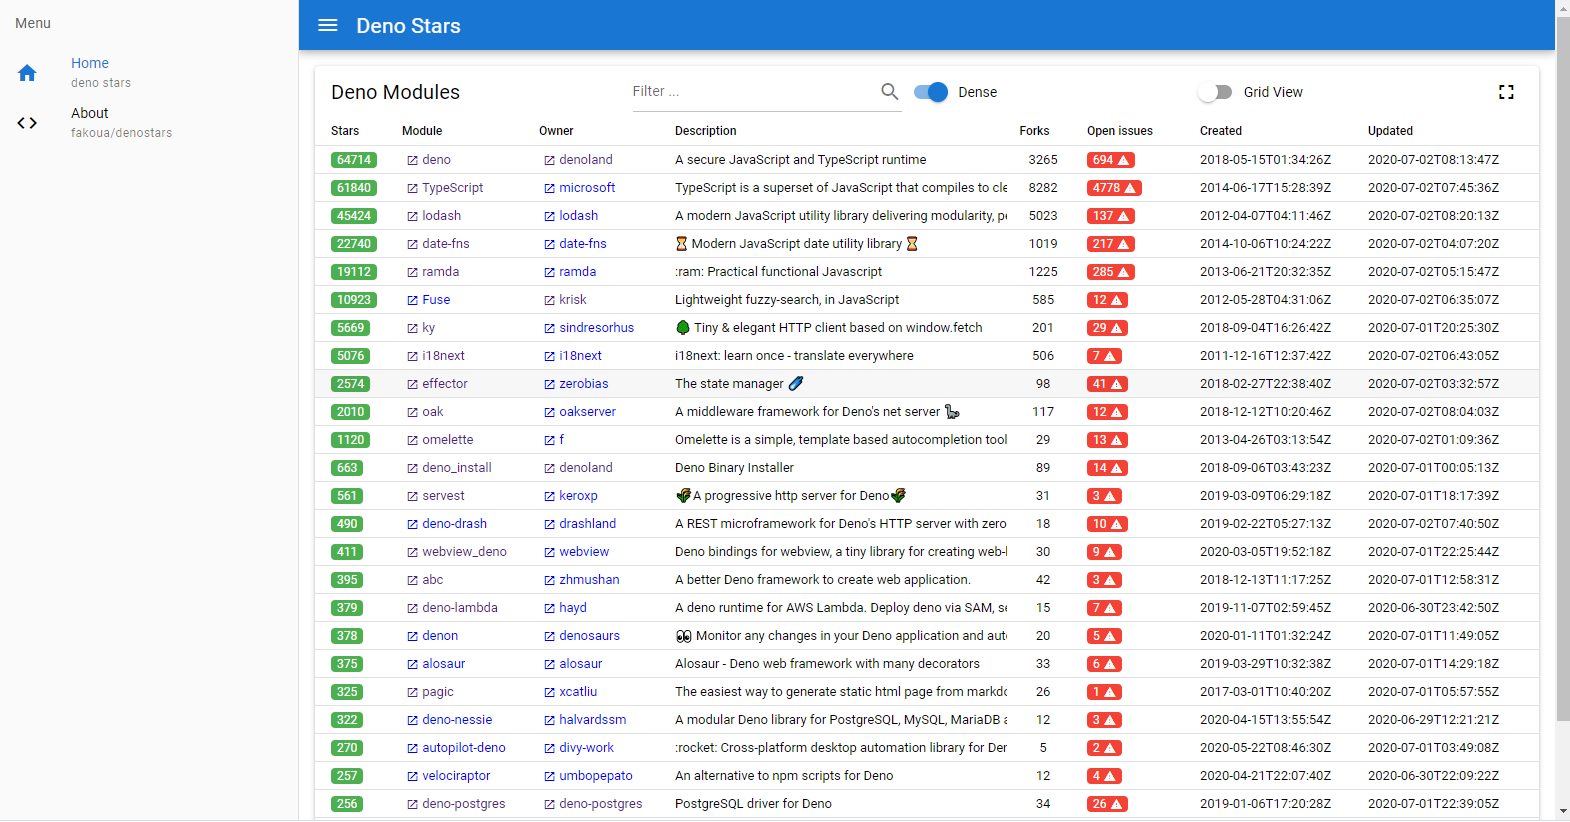 Menu
Home
deno stars
About
fakoua/denostars
Deno Stars
Deno Modules Filter ... Dense Grid View
Stars Module Owner Description Forks Open issues Created Updated
64714 deno denoland A secure JavaScript and TypeScript runtime 3265 694 2018-05-15T01:34:26Z 2020-07-02T08:13:47Z
61840 TypeScript microsoft TypeScript is a superset of JavaScript that compiles to cle 8282 4778 2014-06-17T15:28:39Z 2020-07-02T07:45:36Z
45424 lodash lodash A modern JavaScript utility library delivering modularity, pe 5023 137 2012-04-07T04:11:46Z 2020-07-02T08:20:13Z
22740 date-fns date-fns ⏳ Modern JavaScript date utility library ⌛ 1019 217 2014-10-06T10:24:22Z 2020-07-02T04:07:20Z
19112 ramda ramda :ram: Practical functional Javascript 1225 285 2013-06-21T20:32:35Z 2020-07-02T05:15:47Z
10923 Fuse krisk Lightweight fuzzy-search, in JavaScript 585 12 2012-05-28T04:31:06Z 2020-07-02T06:35:07Z
5669 ky sindresorhus 🌳 Tiny & elegant HTTP client based on window.fetch 201 29 2018-09-04T16:26:42Z 2020-07-01T20:25:30Z
5076 i18next i18next i18next: learn once - translate everywhere 506 7 2011-12-16T12:37:42Z 2020-07-02T06:43:05Z
2574 effector zerobias The state manager 98 41 2018-02-27T22:38:40Z 2020-07-02T03:32:57Z
2010 oak oakserver A middleware framework for Deno's net server 🦕 117 12 2018-12-12T10:20:46Z 2020-07-02T08:04:03Z
1120 omelette f Omelette is a simple, template based autocompletion tool 29 13 2013-04-26T03:13:54Z 2020-07-02T01:09:36Z
663 deno_install denoland Deno Binary Installer 89 14 2018-09-06T03:43:23Z 2020-07-01T00:05:13Z
561 servest keroxp 🌾A progressive http server for Deno🌾 31 3 2019-03-09T06:29:18Z 2020-07-01T18:17:39Z
490 deno-drash drashland A REST microframework for Deno's HTTP server with zero 18 10 2019-02-22T05:27:13Z 2020-07-02T07:40:50Z
411 webview_deno webview Deno bindings for webview, a tiny library for creating web-l 30 9 2020-03-05T19:52:18Z 2020-07-01T22:25:44Z
395 abc zhmushan A better Deno framework to create web application. 42 3 2018-12-13T11:17:25Z 2020-07-01T12:58:31Z
379 deno-lambda hayd A deno runtime for AWS Lambda. Deploy deno via SAM, se 15 7 2019-11-07T02:59:45Z 2020-06-30T23:42:50Z
378 denon denosaurs 👀 Monitor any changes in your Deno application and auto 20 5 2020-01-11T01:32:24Z 2020-07-01T11:49:05Z
375 alosaur alosaur Alosaur - Deno web framework with many decorators 33 6 2019-03-29T10:32:38Z 2020-07-01T14:29:18Z
325 pagic xcatliu The easiest way to generate static html page from markdo 26 1 2017-03-01T10:40:20Z 2020-07-01T05:57:55Z
322 deno-nessie halvardssm A modular Deno library for PostgreSQL, MySQL, MariaDB a 12 3 2020-04-15T13:55:54Z 2020-06-29T12:21:21Z
270 autopilot-deno divy-work :rocket: Cross-platform desktop automation library for Der 5 2 2020-05-22T08:46:30Z 2020-07-01T03:49:08Z
257 velociraptor umbopepato An alternative to npm scripts for Deno 12 4 2020-04-21T22:07:40Z 2020-06-30T22:09:22Z
256 deno-postgres deno-postgres PostgreSQL driver for Deno 34 26 2019-01-06T17:20:28Z 2020-07-01T22:39:05Z